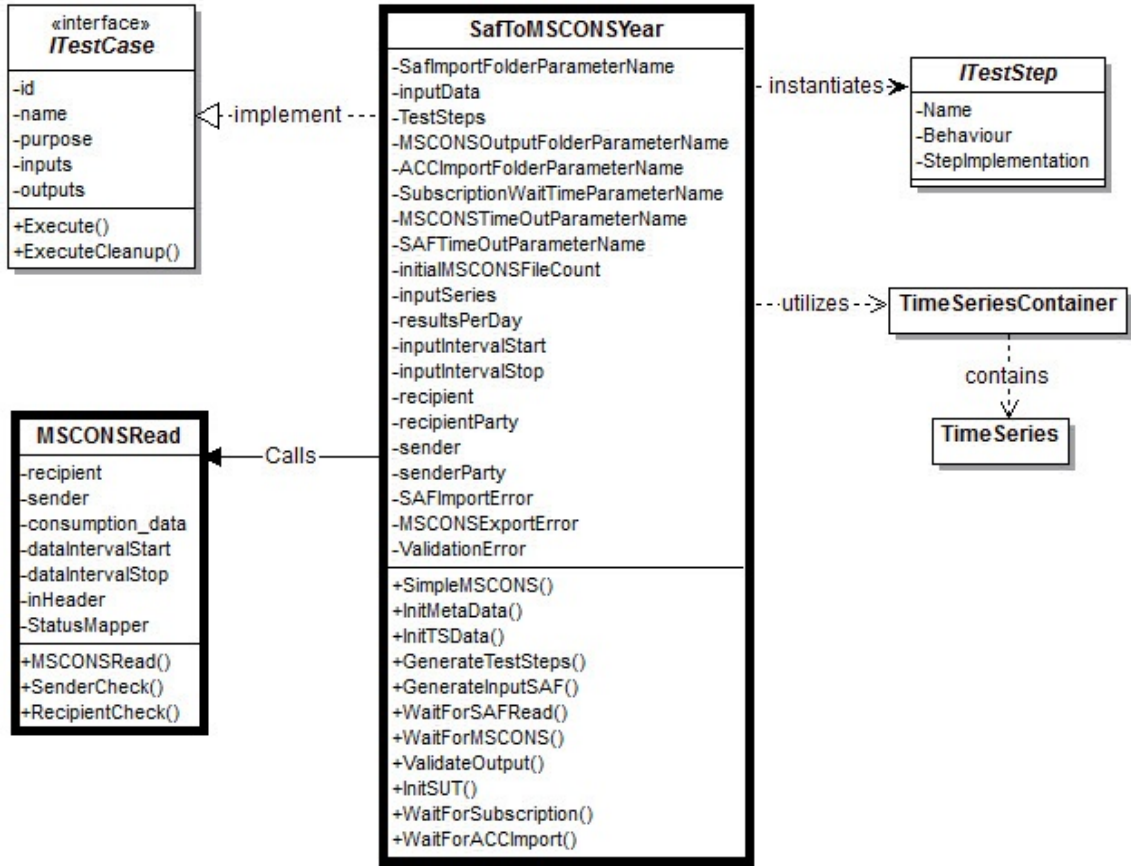 «interface»
ITestCase
-id
-name
-purpose
-inputs
-outputs
+Execute()
+ExecuteCleanup()
implement
SafToMSCONSYear
-SafImportFolderParameterName
-inputData
-TestSteps
-MSCONSOutputFolderParameterName
-ACCImportFolderParameterName
-SubscriptionWaitTimeParameterName
-MSCONSTimeOutParameterName
-SAFTimeOutParameterName
-initialMSCONSFileCount
-inputSeries
-resultsPerDay
-inputIntervalStart
-inputIntervalStop
-recipient
-recipientParty
-sender
-senderParty
-SAFImportError
-MSCONSExportError
-ValidationError
+SimpleMSCONS()
+InitMetaData()
+InitTSData()
+GenerateTestSteps()
+GenerateInputSAF()
+WaitForSAFRead()
+WaitForMSCONS()
+ValidateOutput()
+InitSUT()
+WaitForSubscription()
+WaitForACCImport()
instantiates
ITestStep
-Name
-Behaviour
-StepImplementation
utilizes
TimeSeriesContainer
contains
TimeSeries
Calls
MSCONSRead
-recipient
-sender
-consumption_data
-dataIntervalStart
-dataIntervalStop
-inHeader
-StatusMapper
+MSCONSRead()
+SenderCheck()
+RecipientCheck()